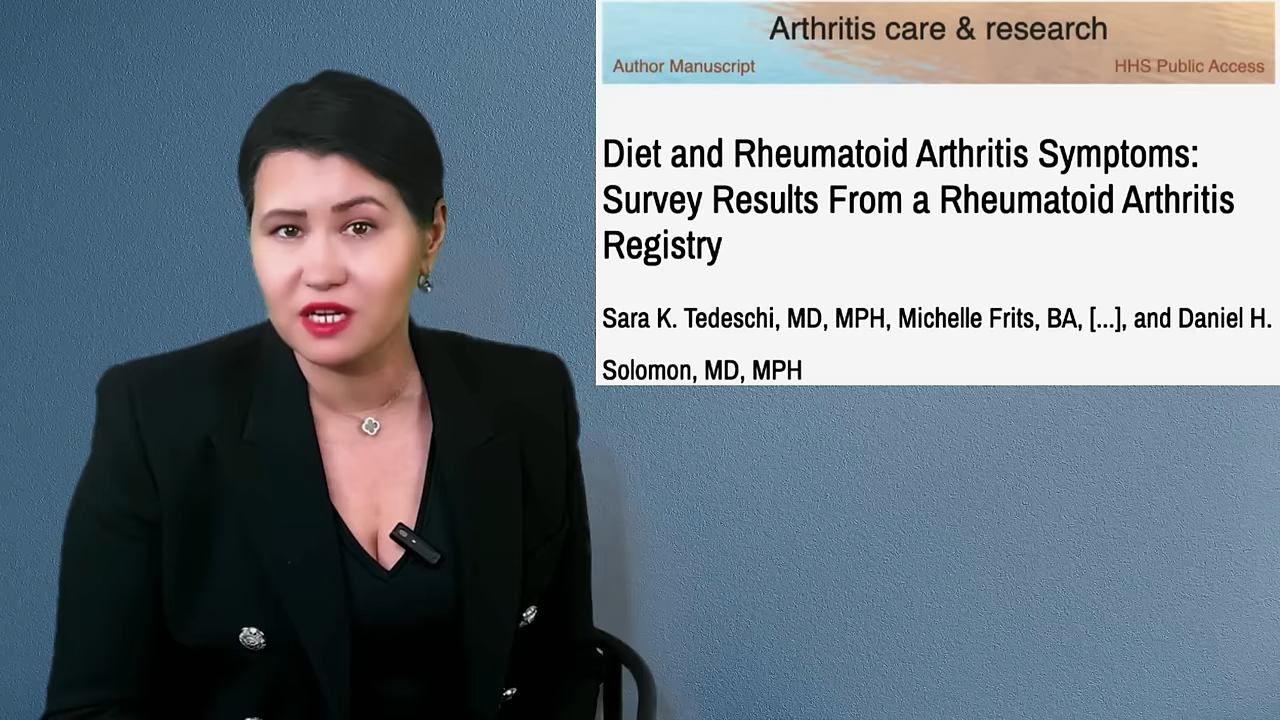 Arthritis care & research
Author Manuscript
HHS Public Access
Diet and Rheumatoid Arthritis Symptoms:
Survey Results From a Rheumatoid Arthritis
Registry
Sara K. Tedeschi, MD, MPH, Michelle Frits, BA, [...], and Daniel H.
Solomon, MD, MPH